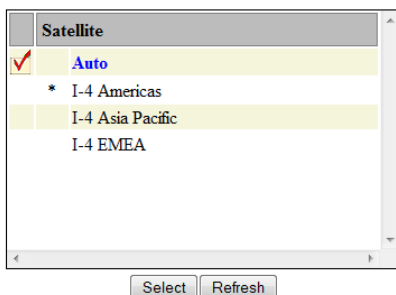 Satellite
Auto
* I-4 Americas
I-4 Asia Pacific
I-4 EMEA
Select Refresh